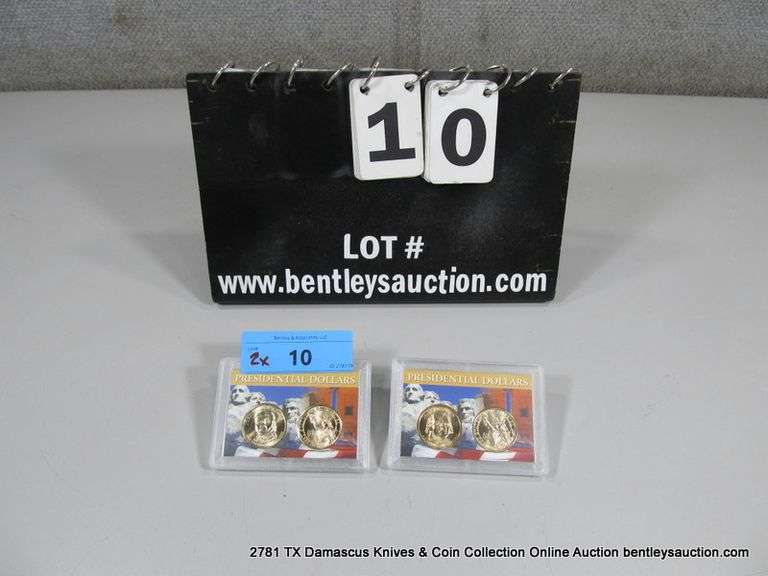 10
LOT #
www.bentleysauction.com
2x 10
PRESIDENTIAL DOLLARS
PRESIDENTIAL DOLLARS
2781 TX Damascus Knives & Coin Collection Online Auction bentleysauction.com